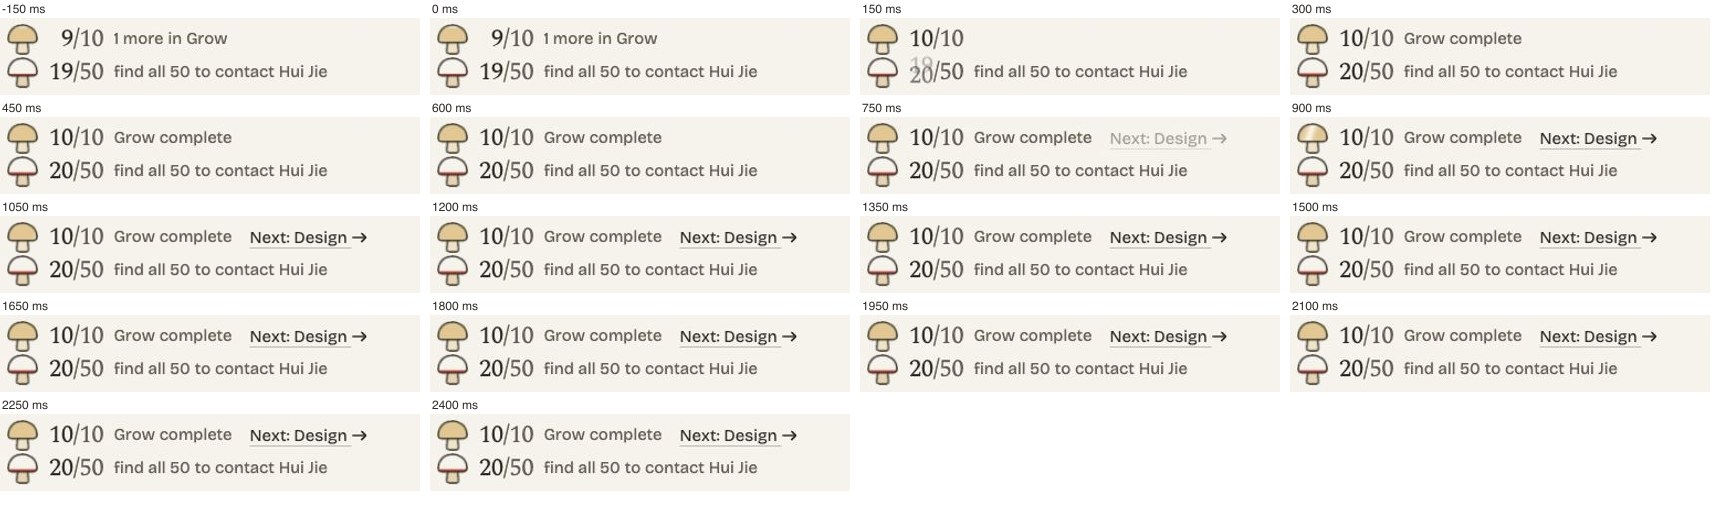 -150 ms
9/10 1 more in Grow
19/50 find all 50 to contact Hui Jie
0 ms
9/10 1 more in Grow
19/50 find all 50 to contact Hui Jie
150 ms
10/10
19
20/50 find all 50 to contact Hui Jie
300 ms
10/10 Grow complete
20/50 find all 50 to contact Hui Jie
450 ms
10/10 Grow complete
20/50 find all 50 to contact Hui Jie
600 ms
10/10 Grow complete
20/50 find all 50 to contact Hui Jie
750 ms
10/10 Grow complete Next: Design →
20/50 find all 50 to contact Hui Jie
900 ms
10/10 Grow complete Next: Design →
20/50 find all 50 to contact Hui Jie
1050 ms
10/10 Grow complete Next: Design →
20/50 find all 50 to contact Hui Jie
1200 ms
10/10 Grow complete Next: Design →
20/50 find all 50 to contact Hui Jie
1350 ms
10/10 Grow complete Next: Design →
20/50 find all 50 to contact Hui Jie
1500 ms
10/10 Grow complete Next: Design →
20/50 find all 50 to contact Hui Jie
1650 ms
10/10 Grow complete Next: Design →
20/50 find all 50 to contact Hui Jie
1800 ms
10/10 Grow complete Next: Design →
20/50 find all 50 to contact Hui Jie
1950 ms
10/10 Grow complete Next: Design →
20/50 find all 50 to contact Hui Jie
2100 ms
10/10 Grow complete Next: Design →
20/50 find all 50 to contact Hui Jie
2250 ms
10/10 Grow complete Next: Design →
20/50 find all 50 to contact Hui Jie
2400 ms
10/10 Grow complete Next: Design →
20/50 find all 50 to contact Hui Jie